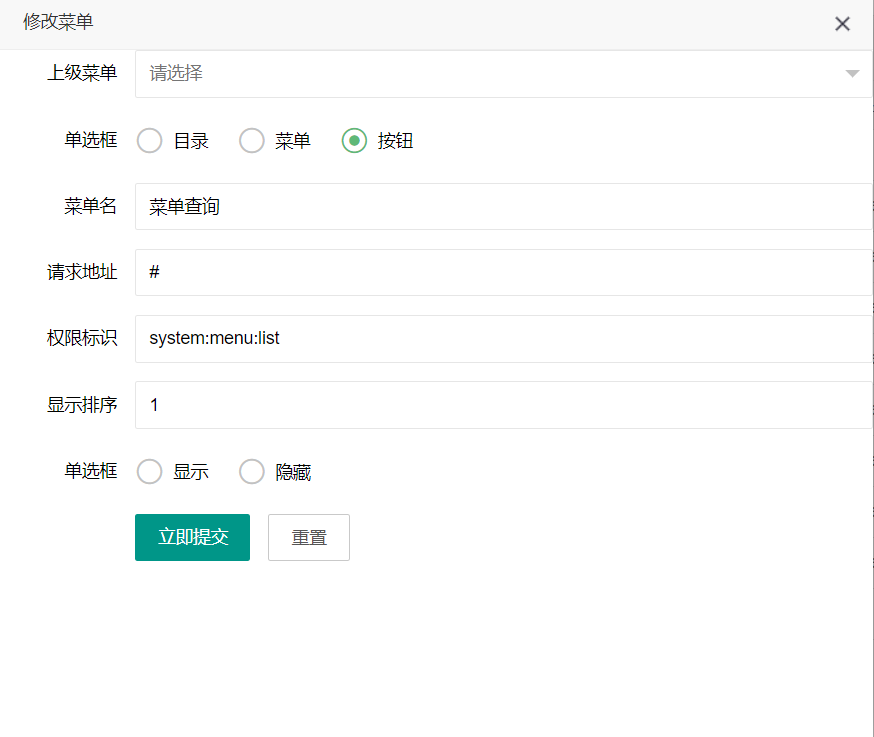 修改菜单
上级菜单 请选择
单选框 目录 菜单 按钮
菜单名 菜单查询
请求地址 #
权限标识 system:menu:list
显示排序 1
单选框 显示 隐藏
立即提交 重置